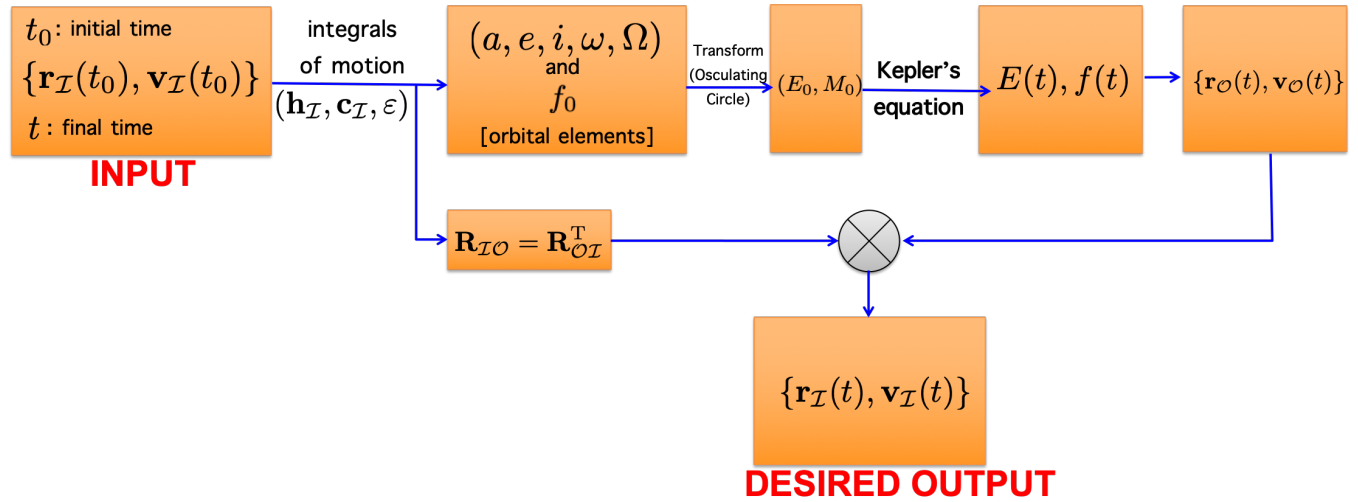 t₀: initial time
{r_ℐ(t₀), v_ℐ(t₀)}
t: final time
INPUT
integrals
of motion
(h_ℐ, c_ℐ, ε)
(a, e, i, ω, Ω)
and
f₀
[orbital elements]
Transform
(Osculating
Circle)
(E₀, M₀)
Kepler's
equation
E(t), f(t)
{r_𝒪(t), v_𝒪(t)}
R_ℐ𝒪 = R_𝒪ℐ^T
{r_ℐ(t), v_ℐ(t)}
DESIRED OUTPUT